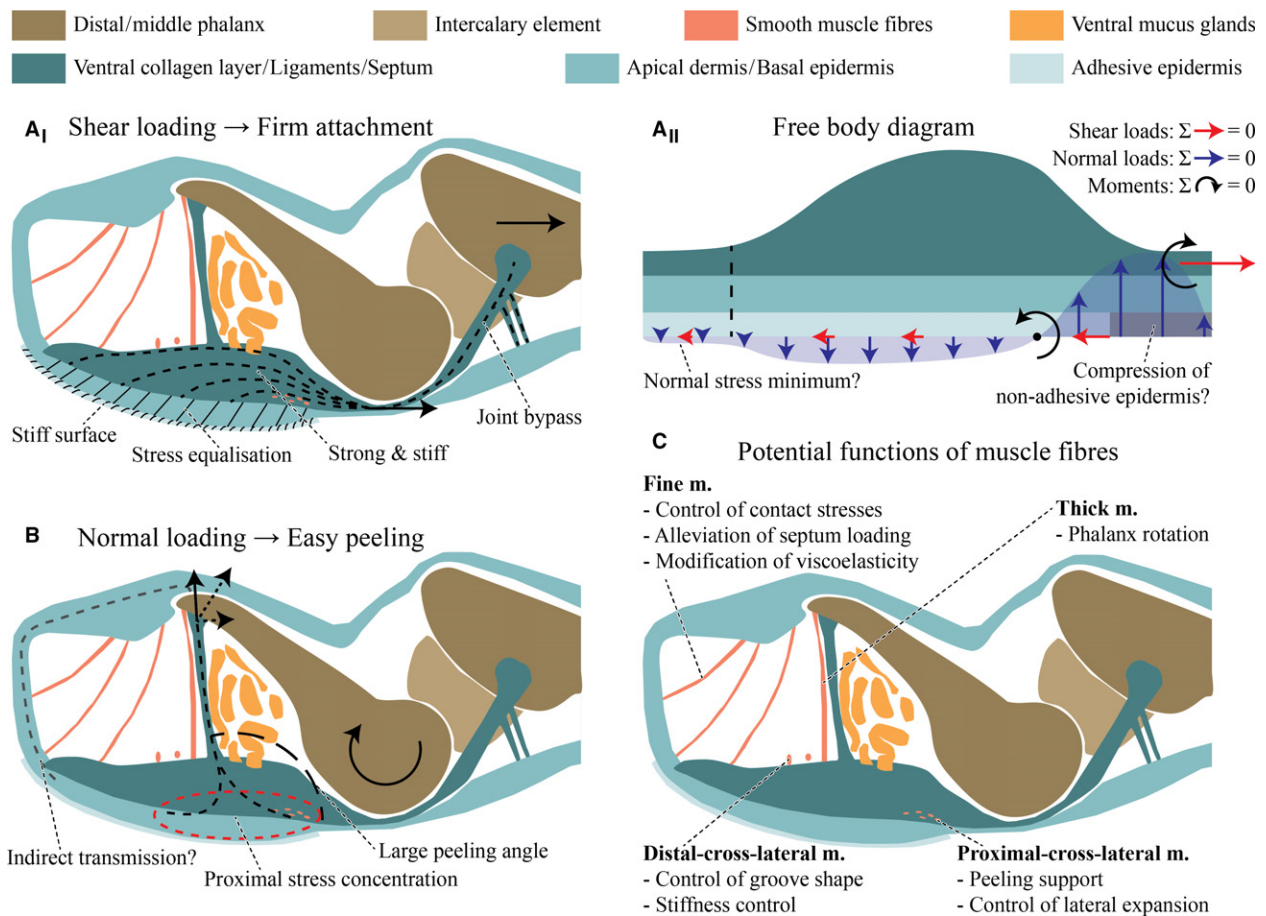 Distal/middle phalanx
Intercalary element
Smooth muscle fibres
Ventral mucus glands
Ventral collagen layer/Ligaments/Septum
Apical dermis/Basal epidermis
Adhesive epidermis
AI Shear loading → Firm attachment
Stiff surface
Stress equalisation
Strong & stiff
Joint bypass
AII Free body diagram
Shear loads: Σ → = 0
Normal loads: Σ → = 0
Moments: Σ ↷ = 0
Normal stress minimum?
Compression of
non-adhesive epidermis?
B Normal loading → Easy peeling
Indirect transmission?
Proximal stress concentration
Large peeling angle
C Potential functions of muscle fibres
Fine m.
- Control of contact stresses
- Alleviation of septum loading
- Modification of viscoelasticity
Thick m.
- Phalanx rotation
Distal-cross-lateral m.
- Control of groove shape
- Stiffness control
Proximal-cross-lateral m.
- Peeling support
- Control of lateral expansion